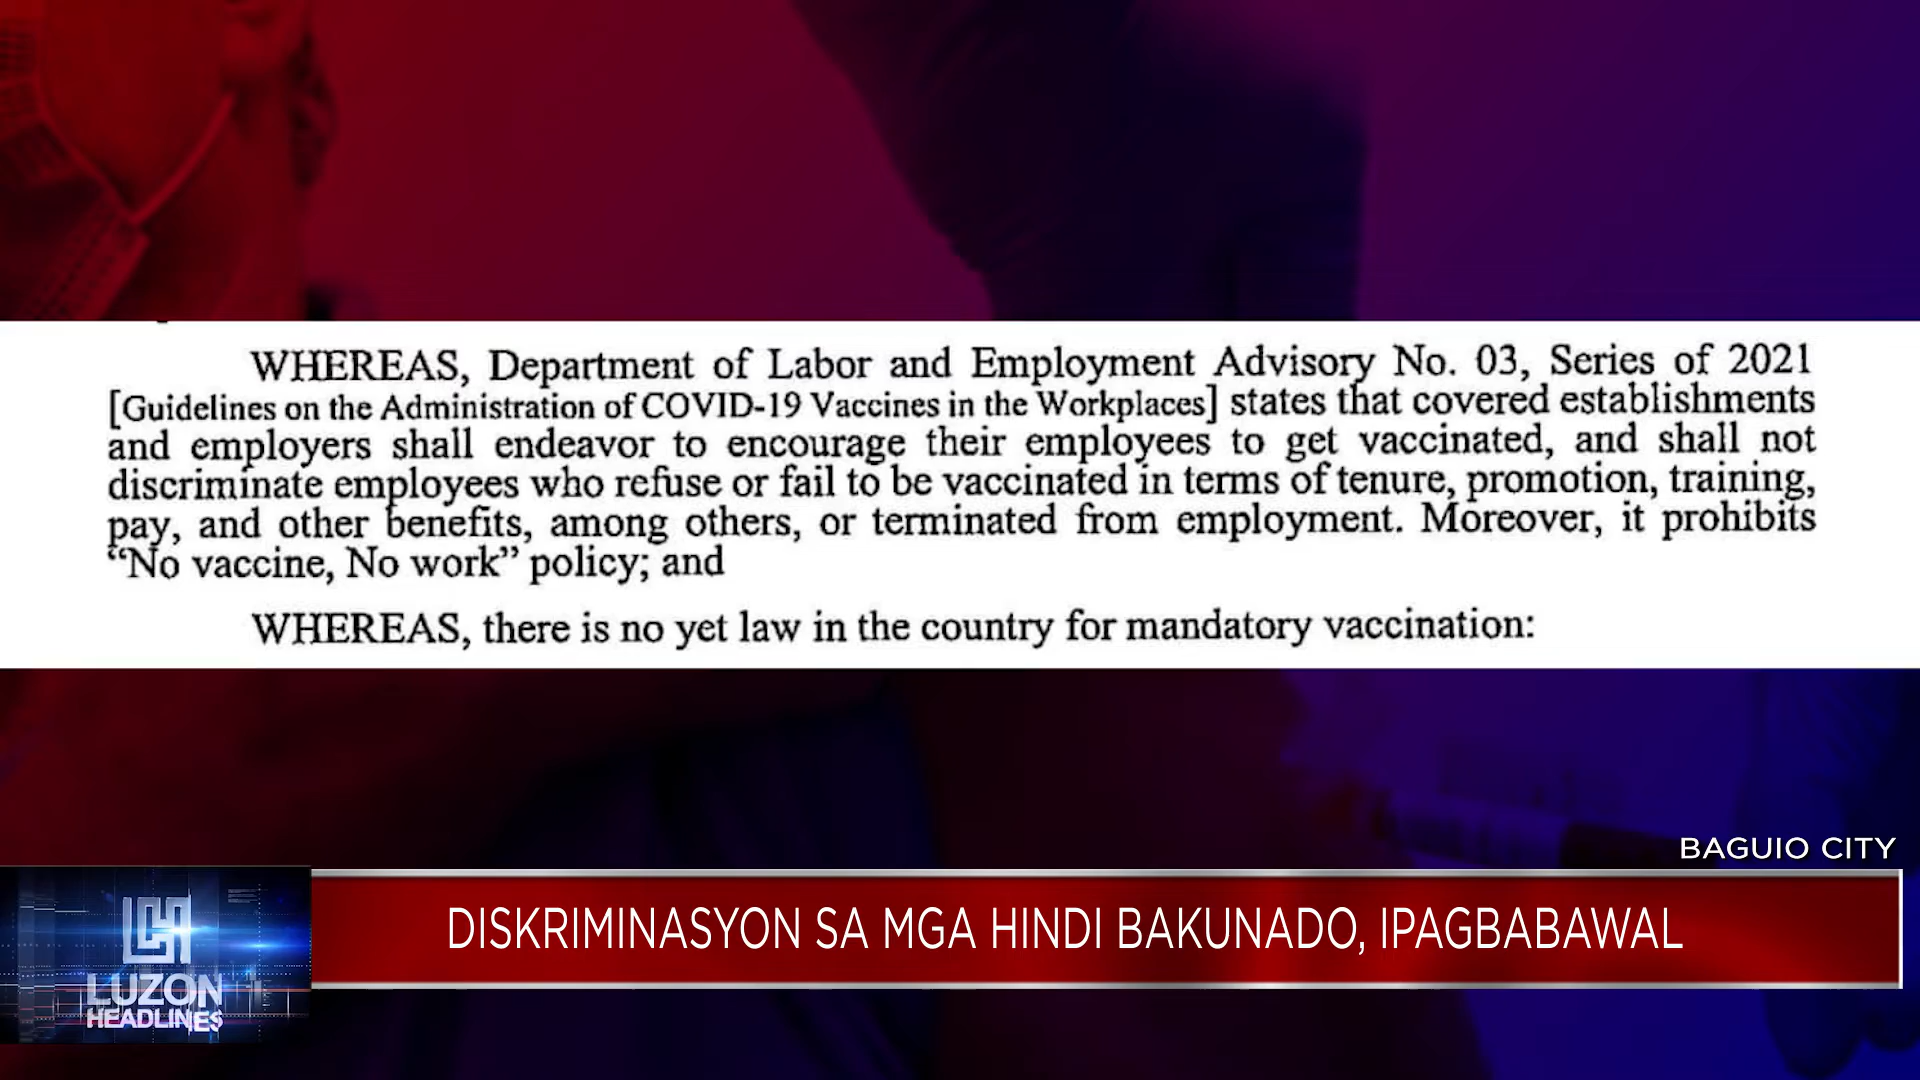 WHEREAS, Department of Labor and Employment Advisory No. 03, Series of 2021
[Guidelines on the Administration of COVID-19 Vaccines in the Workplaces] states that covered establishments
and employers shall endeavor to encourage their employees to get vaccinated, and shall not
discriminate employees who refuse or fail to be vaccinated in terms of tenure, promotion, training,
pay, and other benefits, among others, or terminated from employment. Moreover, it prohibits
“No vaccine, No work” policy; and
WHEREAS, there is no yet law in the country for mandatory vaccination:
BAGUIO CITY
DISKRIMINASYON SA MGA HINDI BAKUNADO, IPAGBABAWAL
LUZON
HEADLINES